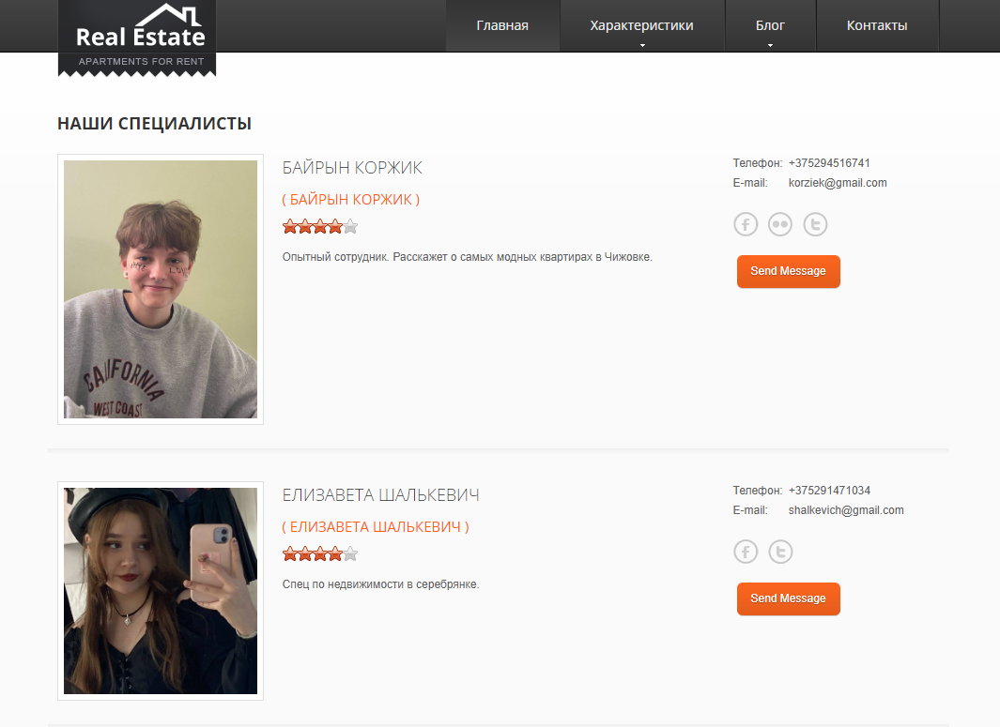 Главная Характеристики Блог Контакты
Real Estate
APARTMENTS FOR RENT
НАШИ СПЕЦИАЛИСТЫ
БАЙРЫН КОРЖИК
( БАЙРЫН КОРЖИК )
Опытный сотрудник. Расскажет о самых модных квартирах в Чижовке.
Телефон: +375294516741
E-mail: korziek@gmail.com
Send Message
CALIFORNIA
WEST COAST
ЕЛИЗАВЕТА ШАЛЬКЕВИЧ
( ЕЛИЗАВЕТА ШАЛЬКЕВИЧ )
Спец по недвижимости в серебрянке.
Телефон: +375291471034
E-mail: shalkevich@gmail.com
Send Message